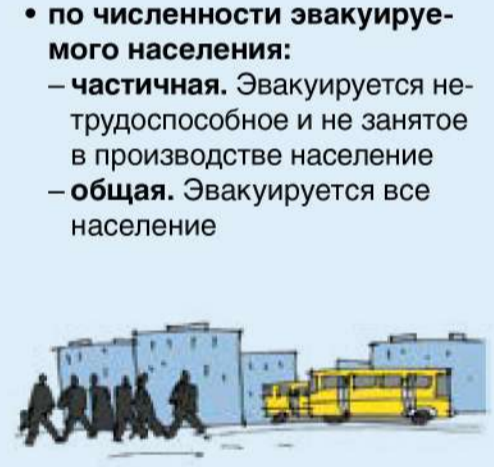 • по численности эвакуируе-
мого населения:
– частичная. Эвакуируется не-
трудоспособное и не занятое
в производстве население
– общая. Эвакуируется все
население